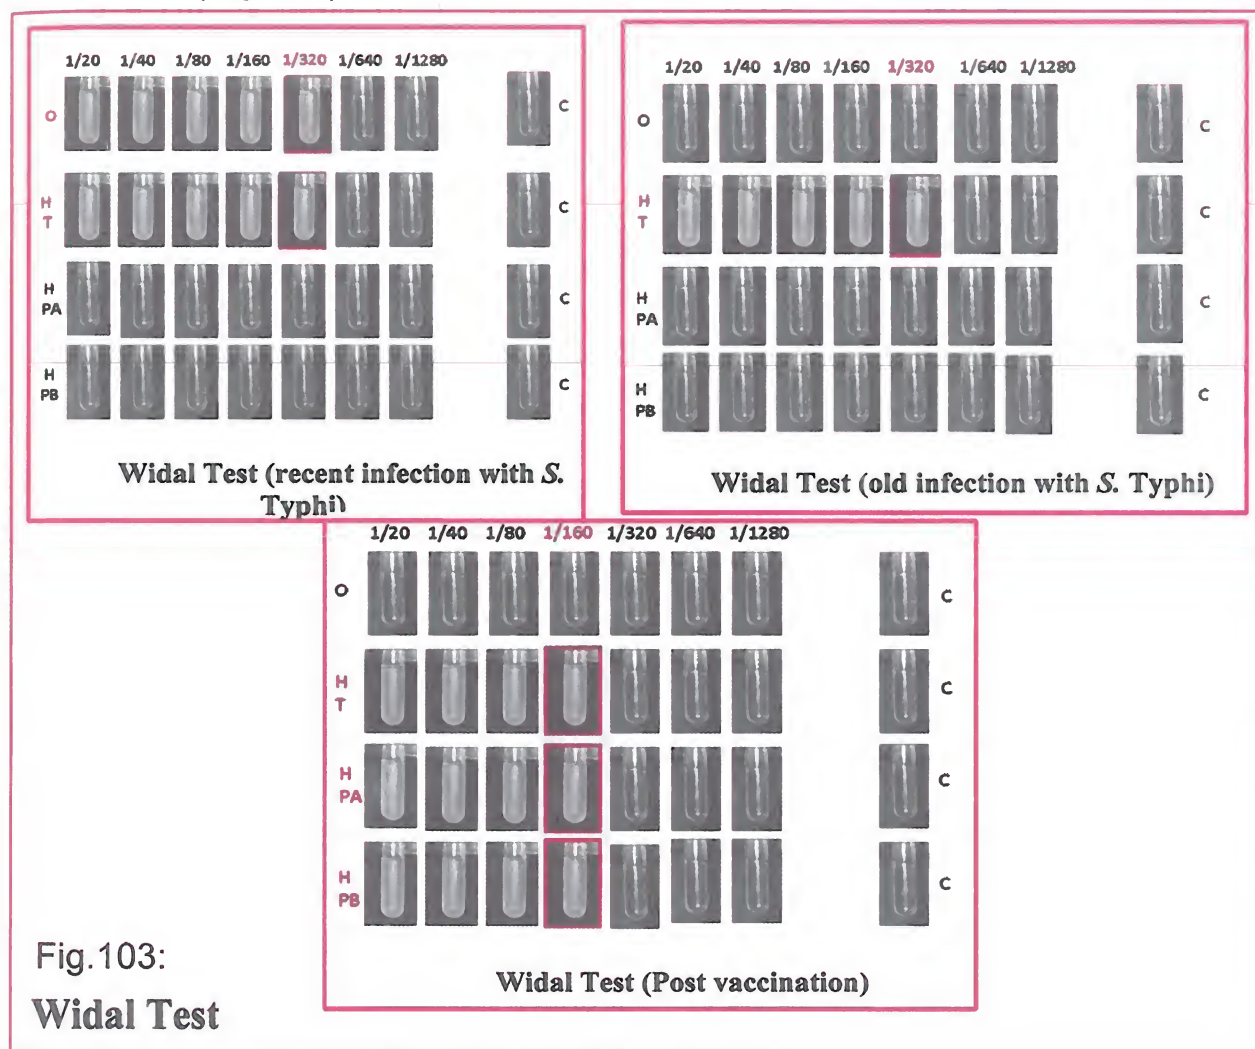 1/20 1/40 1/80 1/160 1/320 1/640 1/1280
O C
H
T C
H
PA C
H
PB C
Widal Test (recent infection with S.
Typhi)
1/20 1/40 1/80 1/160 1/320 1/640 1/1280
O C
H
T C
H
PA C
H
PB C
Widal Test (old infection with S. Typhi)
1/20 1/40 1/80 1/160 1/320 1/640 1/1280
O C
H
T C
H
PA C
H
PB C
Widal Test (Post vaccination)
Fig.103:
Widal Test